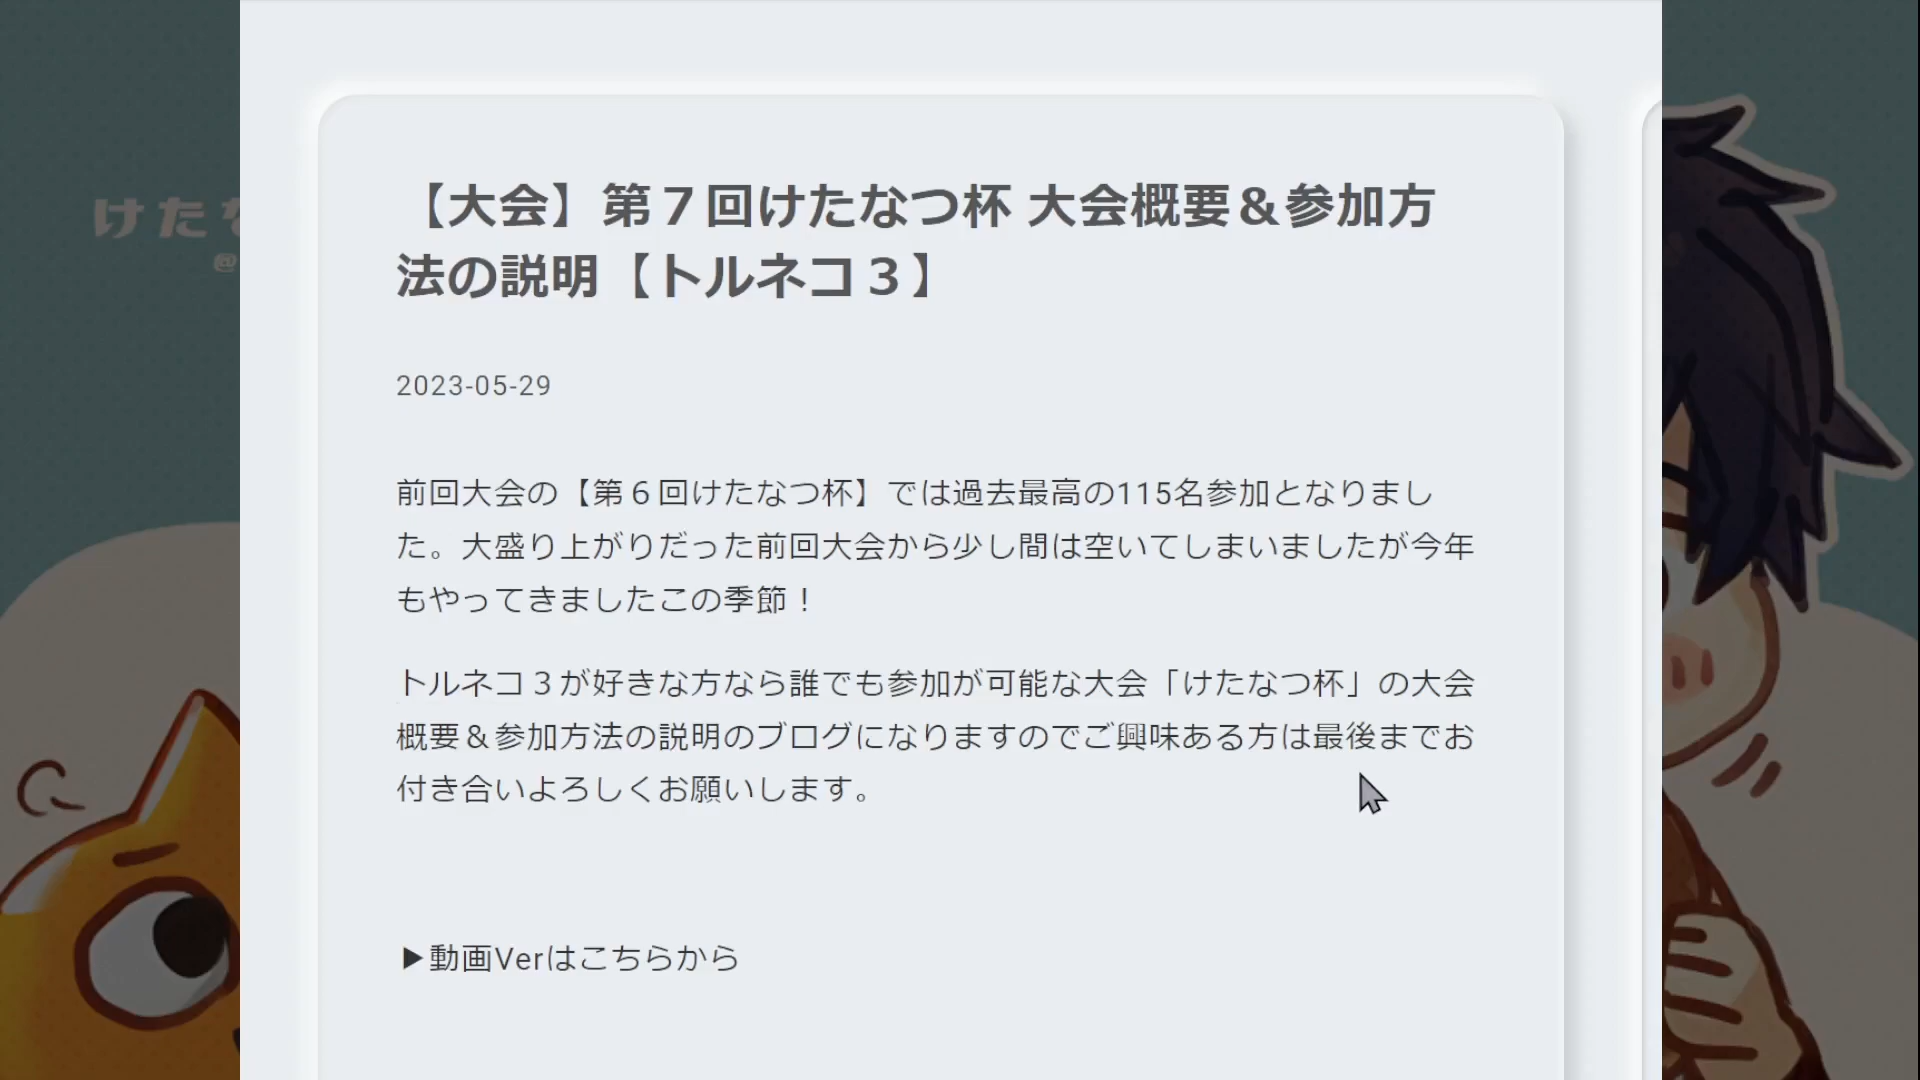 けたな
@
【大会】第７回けたなつ杯 大会概要＆参加方
法の説明【トルネコ３】
2023-05-29
前回大会の【第６回けたなつ杯】では過去最高の115名参加となりまし
た。大盛り上がりだった前回大会から少し間は空いてしまいましたが今年
もやってきましたこの季節！
トルネコ３が好きな方なら誰でも参加が可能な大会「けたなつ杯」の大会
概要＆参加方法の説明のブログになりますのでご興味ある方は最後までお
付き合いよろしくお願いします。
▶動画Verはこちらから